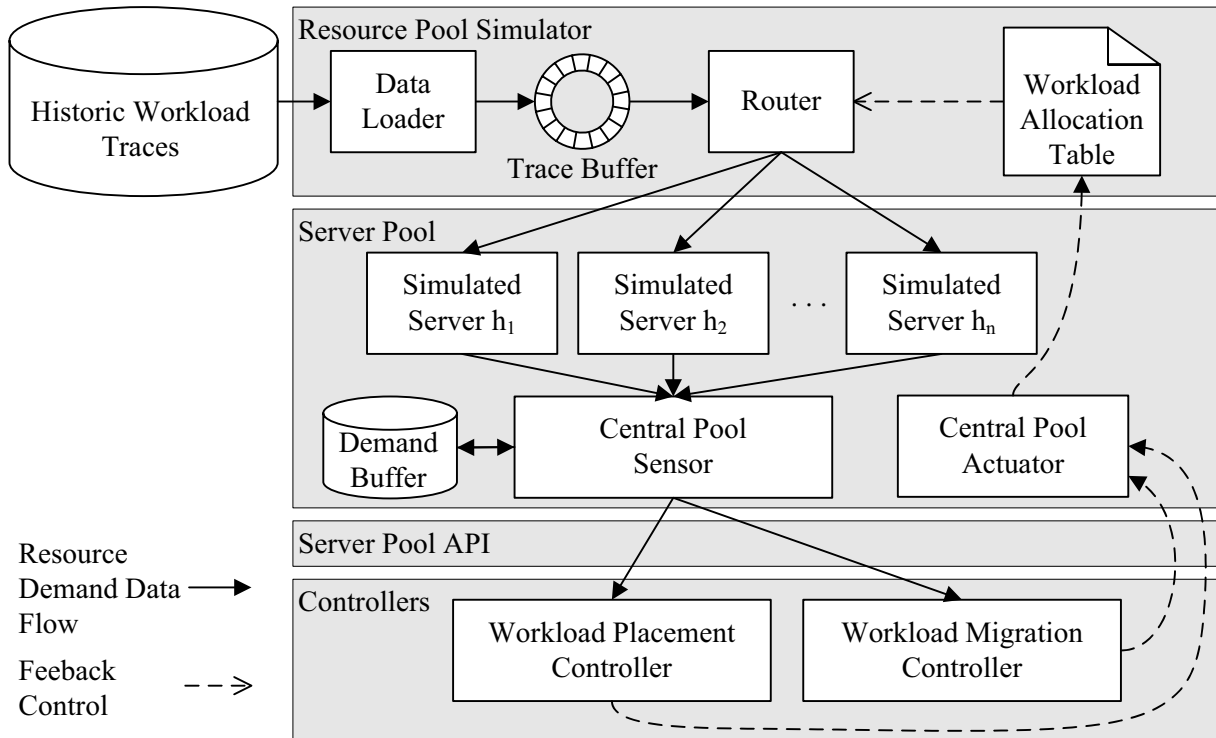 Resource Pool Simulator
Historic Workload
Traces
Data
Loader
Trace Buffer
Router
Workload
Allocation
Table
Server Pool
Simulated
Server h₁
Simulated
Server h₂
. . .
Simulated
Server hₙ
Demand
Buffer
Central Pool
Sensor
Central Pool
Actuator
Server Pool API
Controllers
Workload Placement
Controller
Workload Migration
Controller
Resource
Demand Data
Flow
Feeback
Control